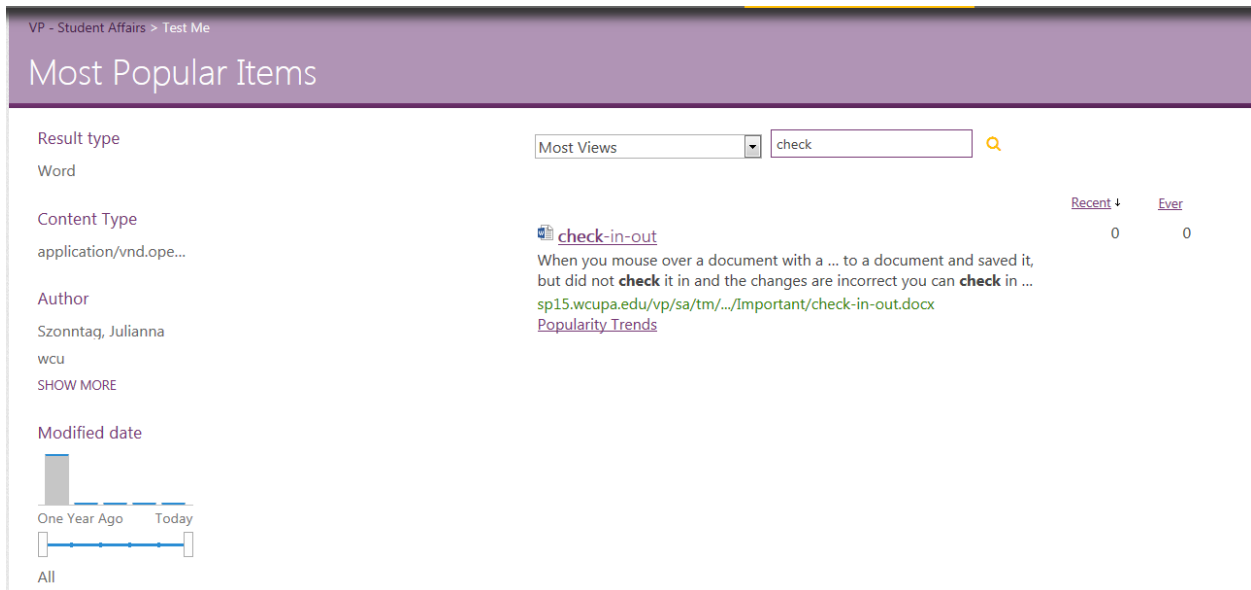 VP - Student Affairs > Test Me
Most Popular Items
Result type
Word
Content Type
application/vnd.ope...
Author
Szonntag, Julianna
wcu
SHOW MORE
Modified date
One Year Ago Today
All
Most Views check
Recent ↓ Ever
check-in-out 0 0
When you mouse over a document with a ... to a document and saved it,
but did not check it in and the changes are incorrect you can check in ...
sp15.wcupa.edu/vp/sa/tm/.../Important/check-in-out.docx
Popularity Trends